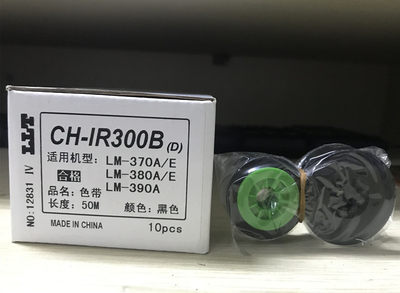 CH-IR300B (D)
适用机型: LM-370A/E
合格 LM-380A/E
品名: 色带 LM-390A
长度: 50M 颜色: 黑色
MADE IN CHINA 10pcs
NO: 12831 IV